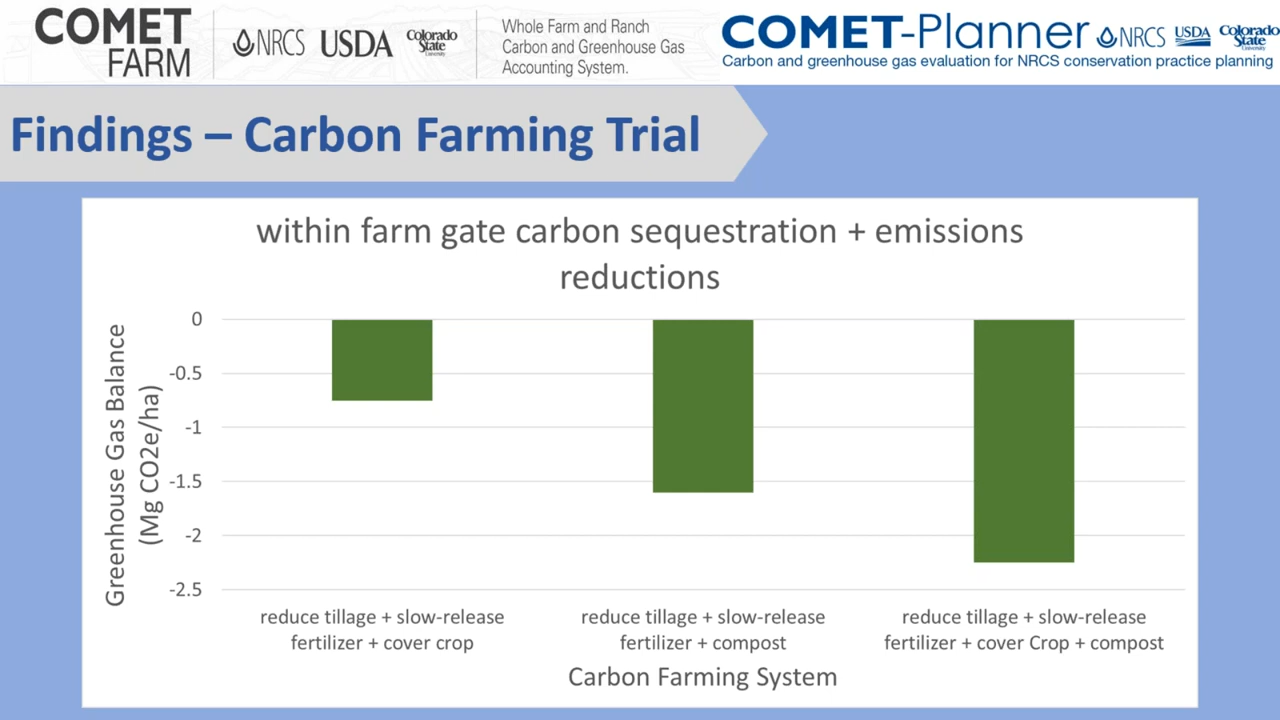 COMET
FARM
NRCS
USDA
Colorado
State
University
Whole Farm and Ranch
Carbon and Greenhouse Gas
Accounting System.
COMET-Planner
NRCS
USDA
Colorado
State
University
Carbon and greenhouse gas evaluation for NRCS conservation practice planning
Findings – Carbon Farming Trial
within farm gate carbon sequestration + emissions
reductions
Greenhouse Gas Balance
(Mg CO2e/ha)
0
-0.5
-1
-1.5
-2
-2.5
reduce tillage + slow-release
fertilizer + cover crop
reduce tillage + slow-release
fertilizer + compost
reduce tillage + slow-release
fertilizer + cover Crop + compost
Carbon Farming System